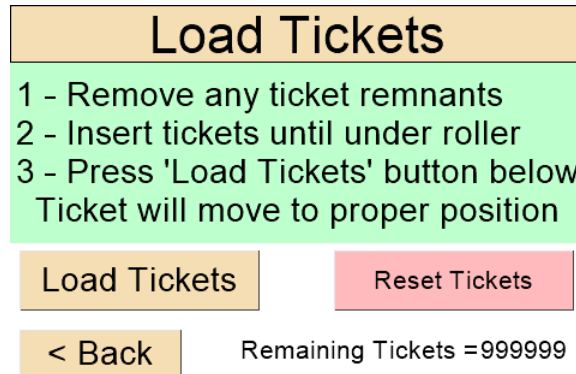 Load Tickets
1 - Remove any ticket remnants
2 - Insert tickets until under roller
3 - Press 'Load Tickets' button below
Ticket will move to proper position
Load Tickets
Reset Tickets
< Back
Remaining Tickets =999999